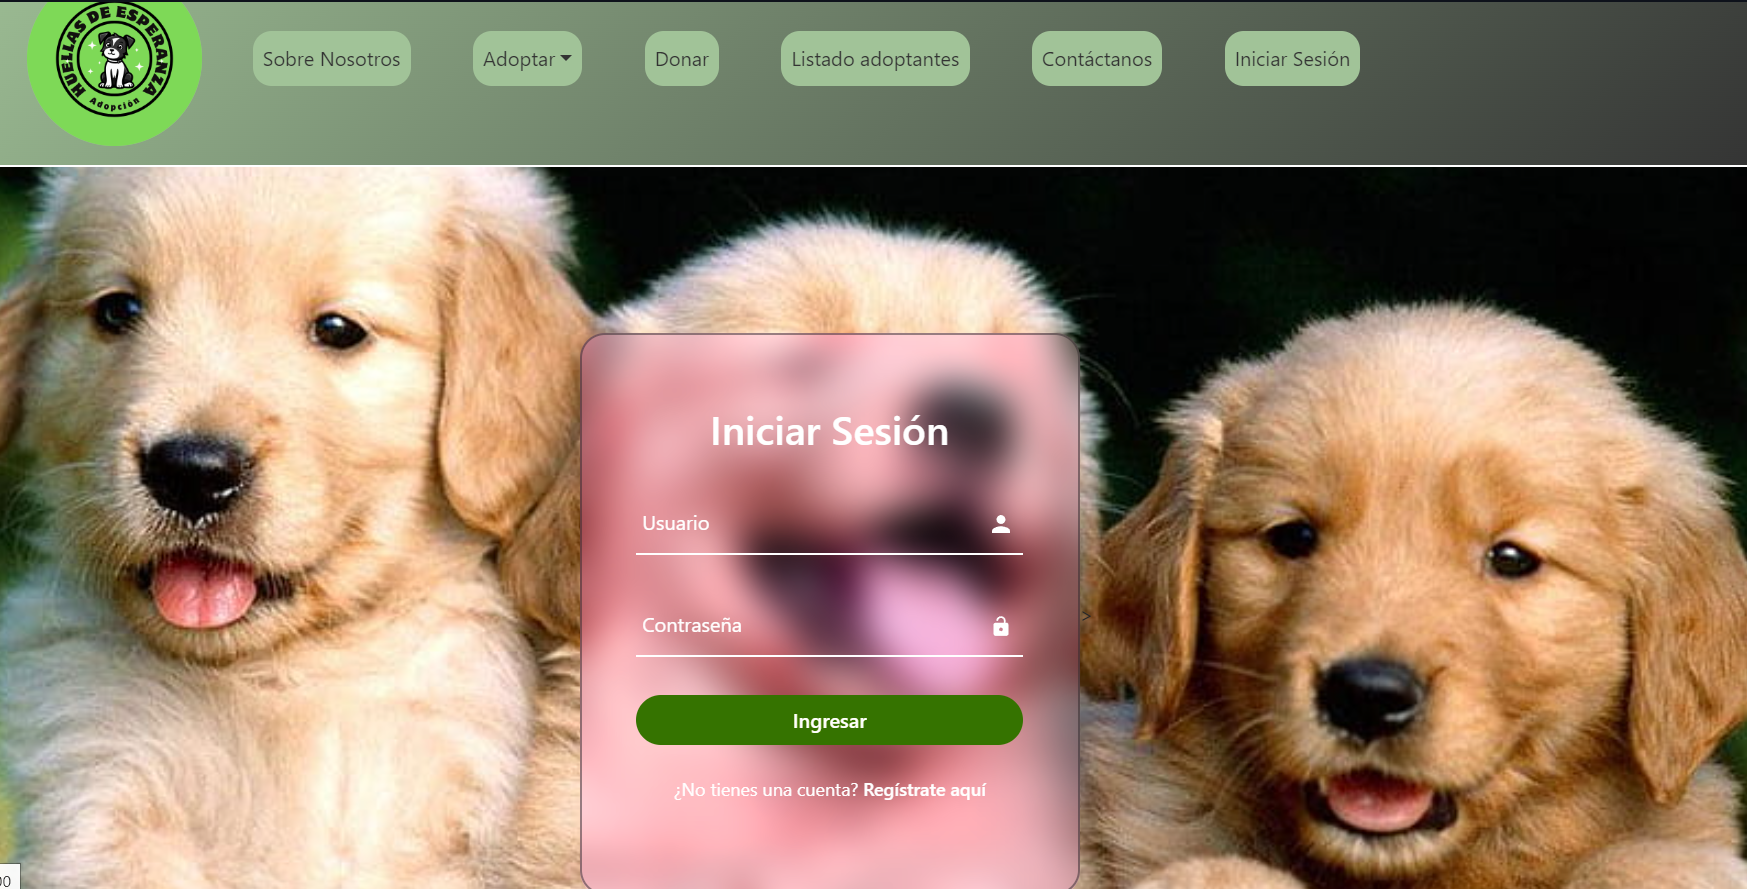 HUELLAS DE ESPERANZA
Adopción
Sobre Nosotros
Adoptar
Donar
Listado adoptantes
Contáctanos
Iniciar Sesión
Iniciar Sesión
Usuario
Contraseña
>
Ingresar
¿No tienes una cuenta? Regístrate aquí